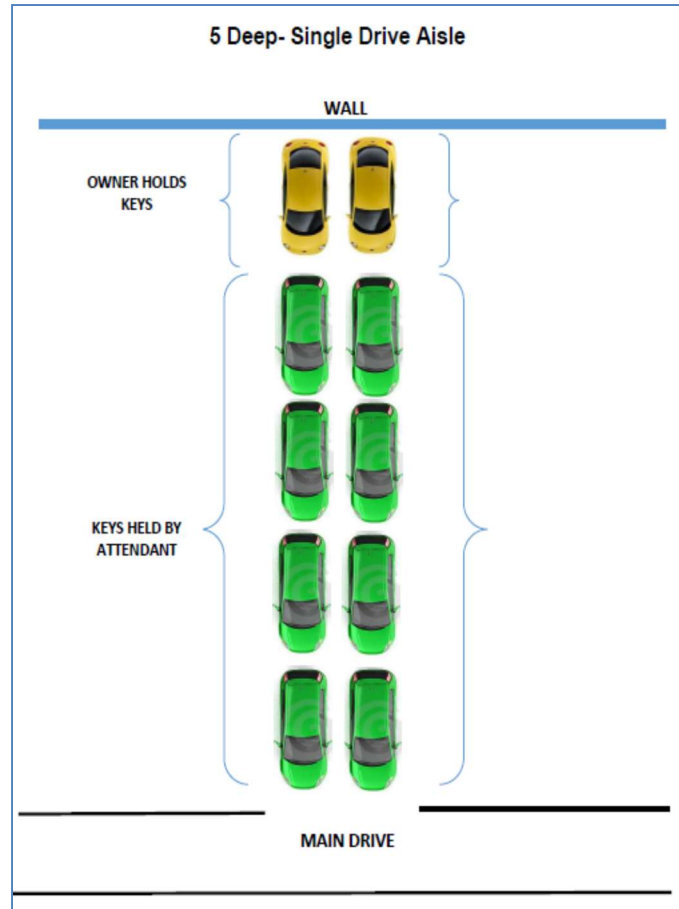 5 Deep- Single Drive Aisle
WALL
OWNER HOLDS
KEYS
KEYS HELD BY
ATTENDANT
MAIN DRIVE